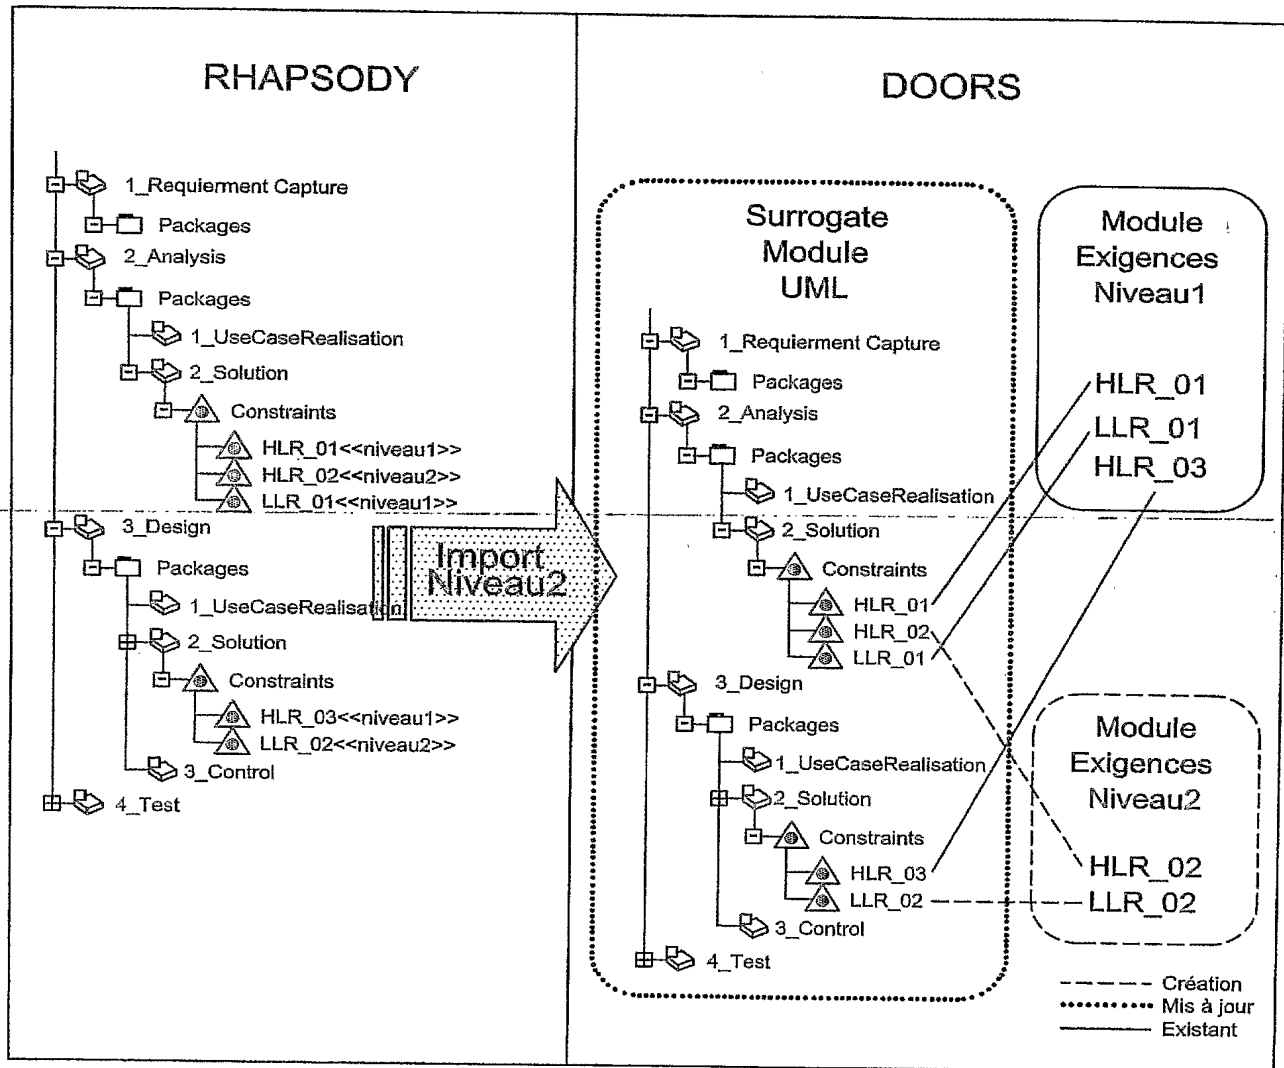 RHAPSODY
1_Requierment Capture
Packages
2_Analysis
Packages
1_UseCaseRealisation
2_Solution
Constraints
HLR_01<<niveau1>>
HLR_02<<niveau2>>
LLR_01<<niveau1>>
3_Design
Packages
1_UseCaseRealisation
2_Solution
Constraints
HLR_03<<niveau1>>
LLR_02<<niveau2>>
3_Control
4_Test
Import
Niveau2
DOORS
Surrogate
Module
UML
1_Requierment Capture
Packages
2_Analysis
Packages
1_UseCaseRealisation
2_Solution
Constraints
HLR_01
HLR_02
LLR_01
3_Design
Packages
1_UseCaseRealisation
2_Solution
Constraints
HLR_03
LLR_02
3_Control
4_Test
Module
Exigences
Niveau1
HLR_01
LLR_01
HLR_03
Module
Exigences
Niveau2
HLR_02
LLR_02
Création
Mis à jour
Existant